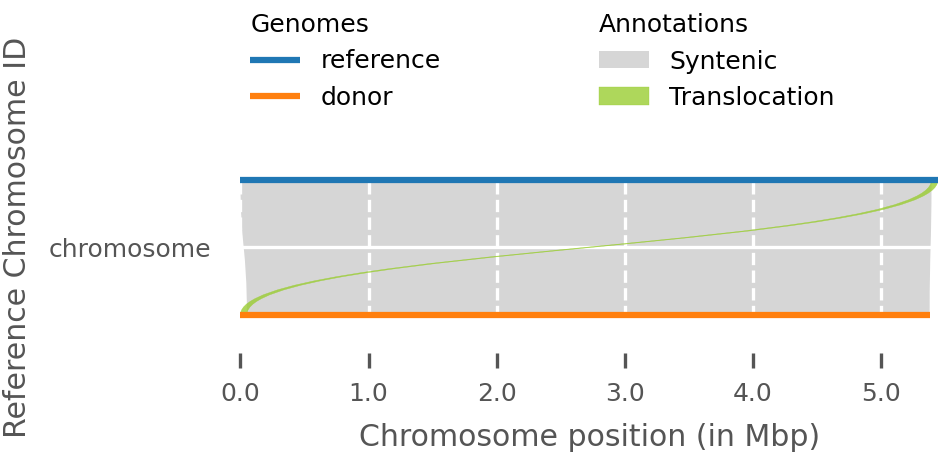 Genomes
reference
donor
Annotations
Syntenic
Translocation
Reference Chromosome ID
chromosome
0.0 1.0 2.0 3.0 4.0 5.0
Chromosome position (in Mbp)